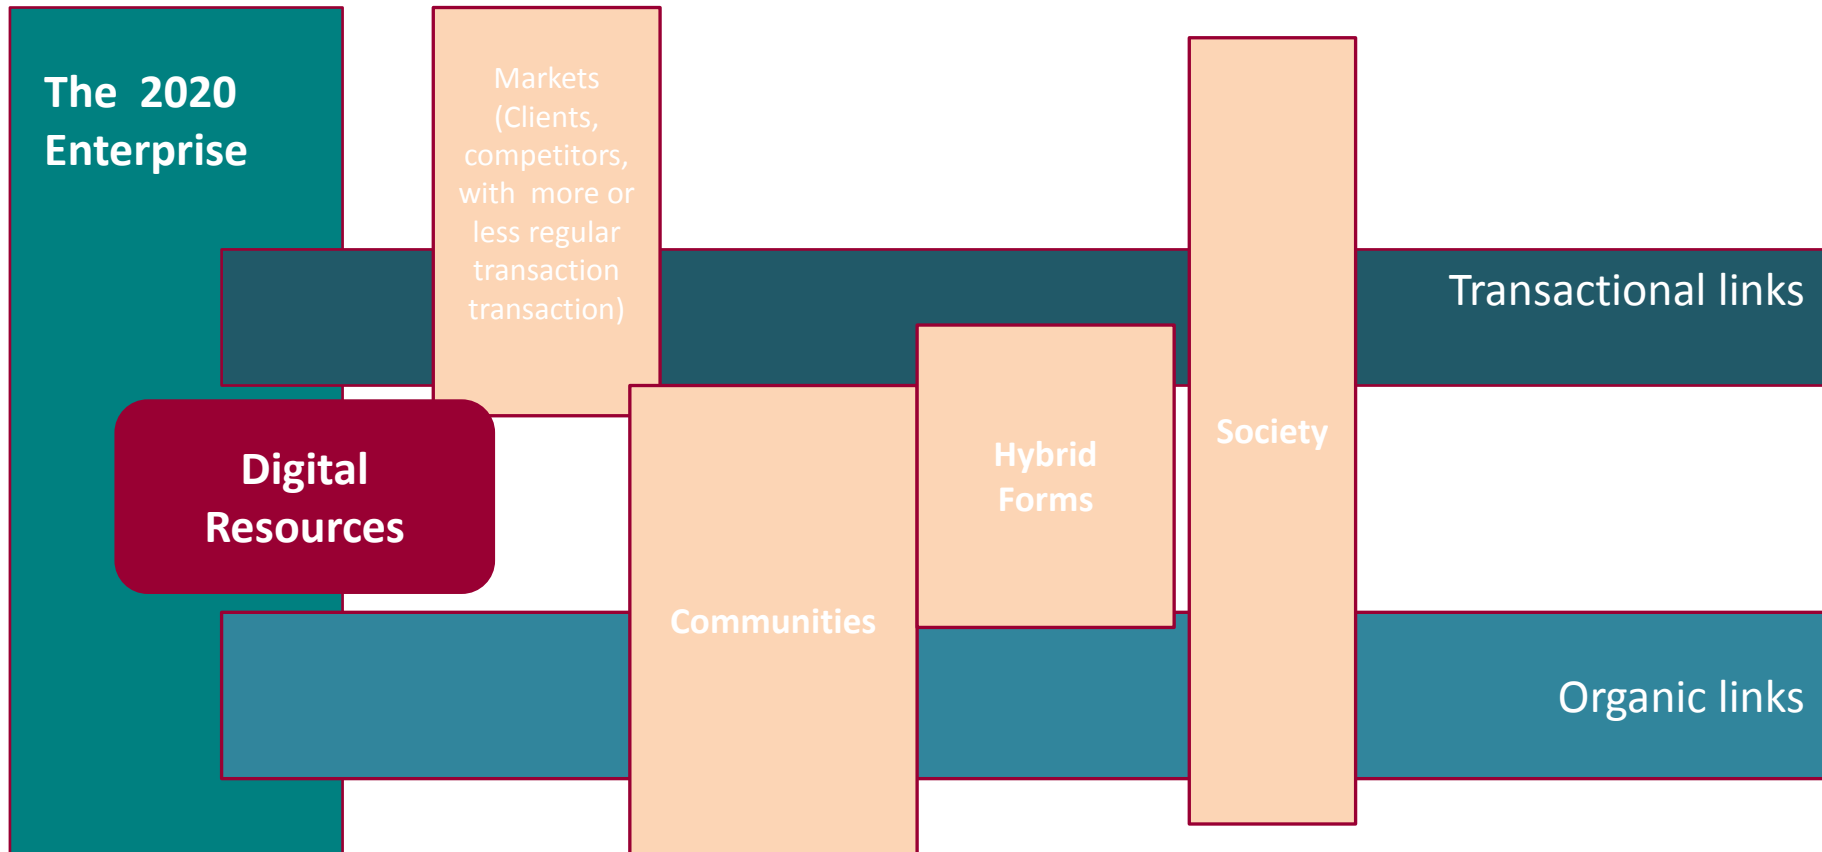 The 2020
Enterprise
Markets
(Clients,
competitors,
with more or
less regular
transaction
transaction)
Transactional links
Digital
Resources
Communities
Hybrid
Forms
Society
Organic links